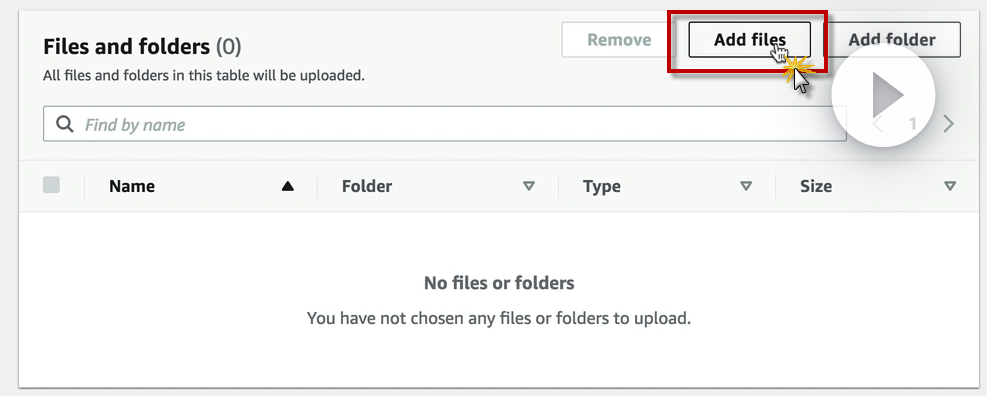 Files and folders (0)
Remove
Add files
Add folder
All files and folders in this table will be uploaded.
Find by name
1
Name
Folder
Type
Size
No files or folders
You have not chosen any files or folders to upload.